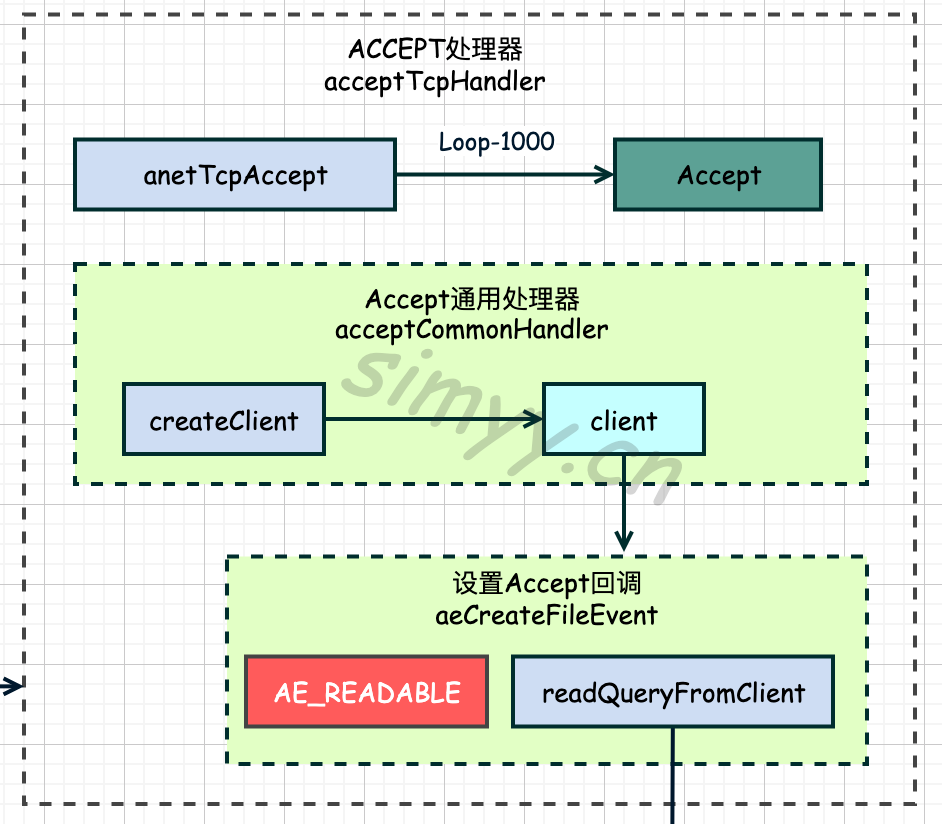 ACCEPT处理器
acceptTcpHandler
anetTcpAccept
Loop-1000
Accept
Accept通用处理器
acceptCommonHandler
simyy.cn
createClient
client
设置Accept回调
aeCreateFileEvent
AE_READABLE
readQueryFromClient